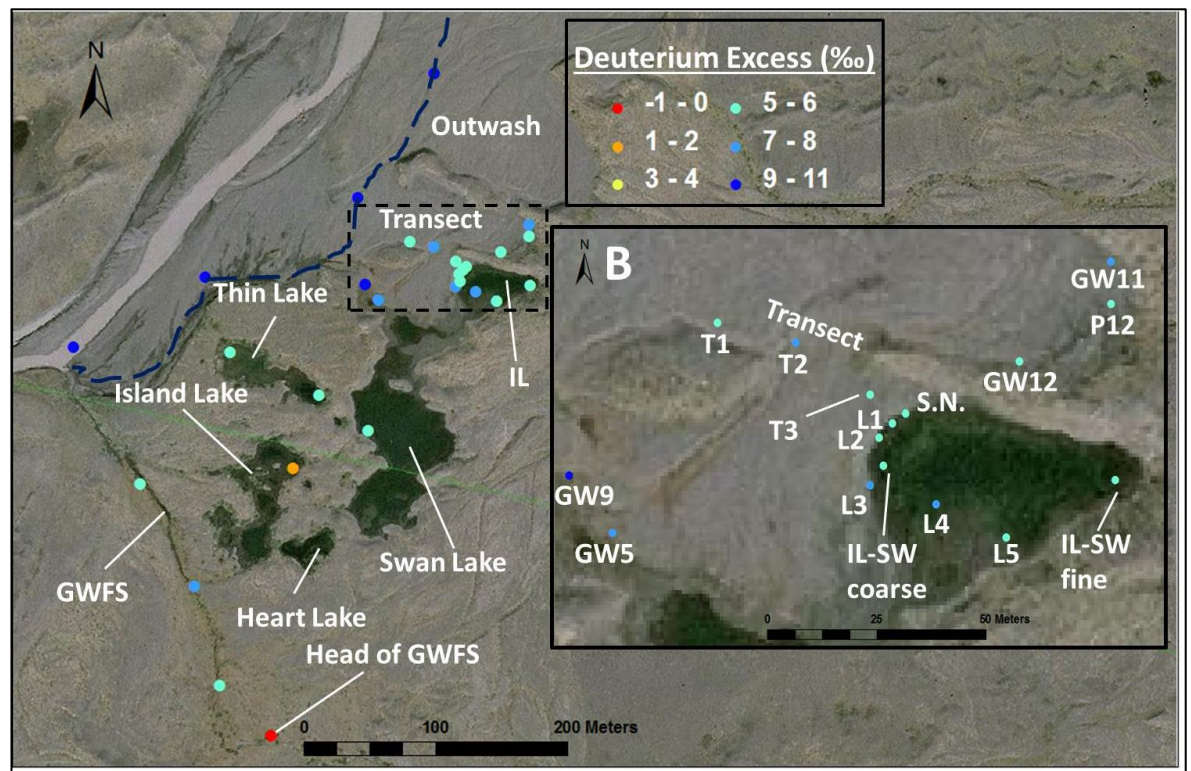 N
Deuterium Excess (‰)
-1 - 0
5 - 6
1 - 2
7 - 8
3 - 4
9 - 11
Outwash
Transect
Thin Lake
IL
Island Lake
GWFS
Swan Lake
Heart Lake
Head of GWFS
0 100 200 Meters
N
B
GW11
P12
Transect
T1
T2
GW12
T3
L1
S.N.
L2
GW9
L3
L4
GW5
L5
IL-SW
coarse
IL-SW
fine
0 25 50 Meters